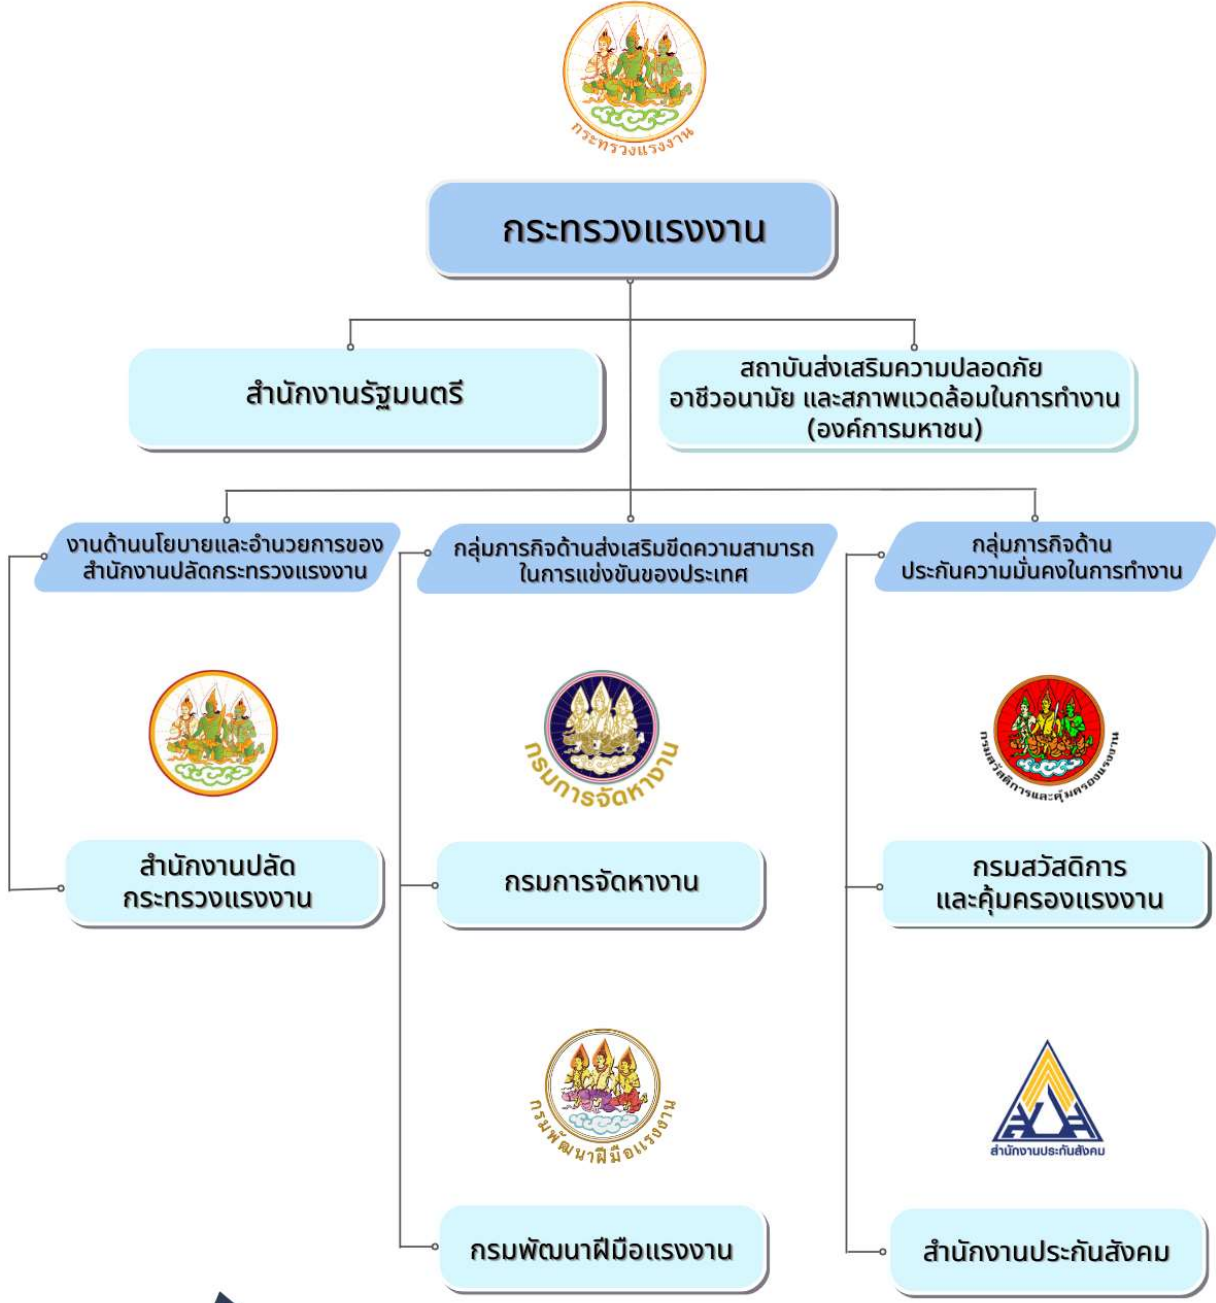 กระทรวงแรงงาน
กระทรวงแรงงาน
สำนักงานรัฐมนตรี
สถาบันส่งเสริมความปลอดภัย
อาชีวอนามัย และสภาพแวดล้อมในการทำงาน
(องค์การมหาชน)
งานด้านนโยบายและอำนวยการของ
สำนักงานปลัดกระทรวงแรงงาน
กลุ่มภารกิจด้านส่งเสริมขีดความสามารถ
ในการแข่งขันของประเทศ
กลุ่มภารกิจด้าน
ประกันความมั่นคงในการทำงาน
กรมการจัดหางาน
กรมสวัสดิการและคุ้มครองแรงงาน
สำนักงานปลัด
กระทรวงแรงงาน
กรมการจัดหางาน
กรมสวัสดิการ
และคุ้มครองแรงงาน
กรมพัฒนาฝีมือแรงงาน
สำนักงานประกันสังคม
กรมพัฒนาฝีมือแรงงาน
สำนักงานประกันสังคม